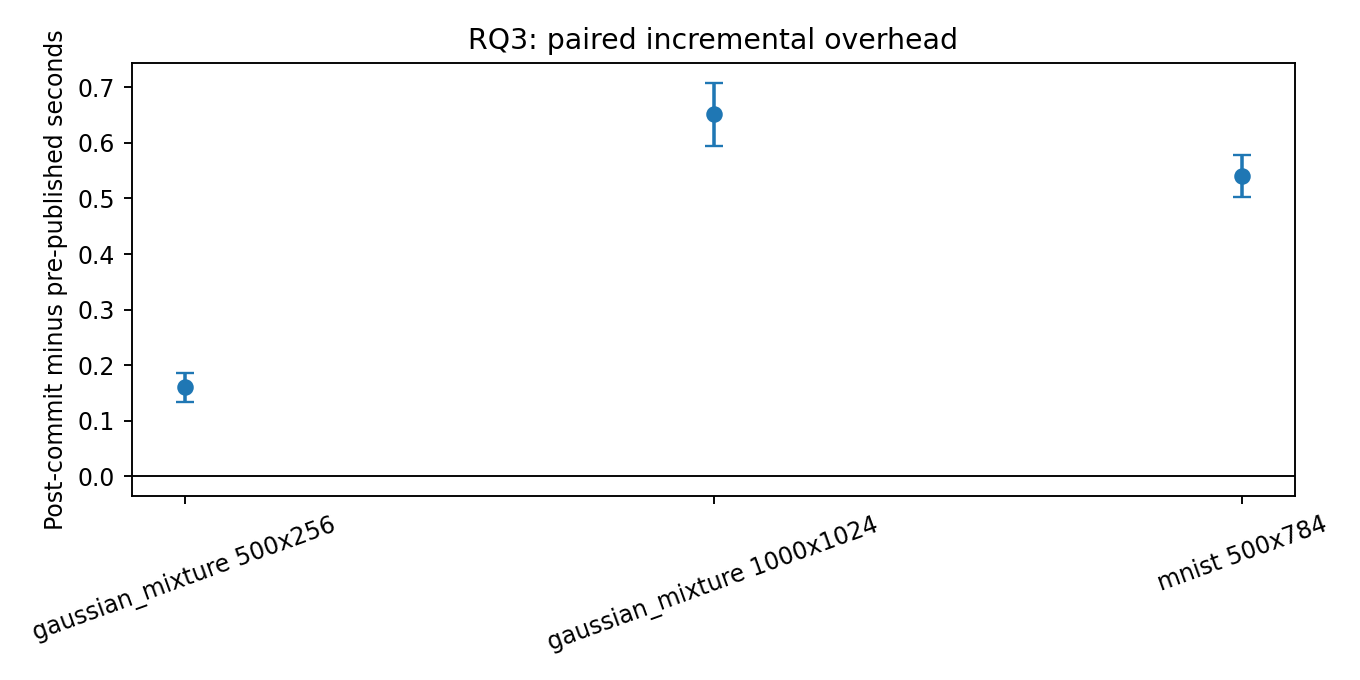 RQ3: paired incremental overhead
Post-commit minus pre-published seconds
0.7
0.6
0.5
0.4
0.3
0.2
0.1
0.0
gaussian_mixture 500x256
gaussian_mixture 1000x1024
mnist 500x784